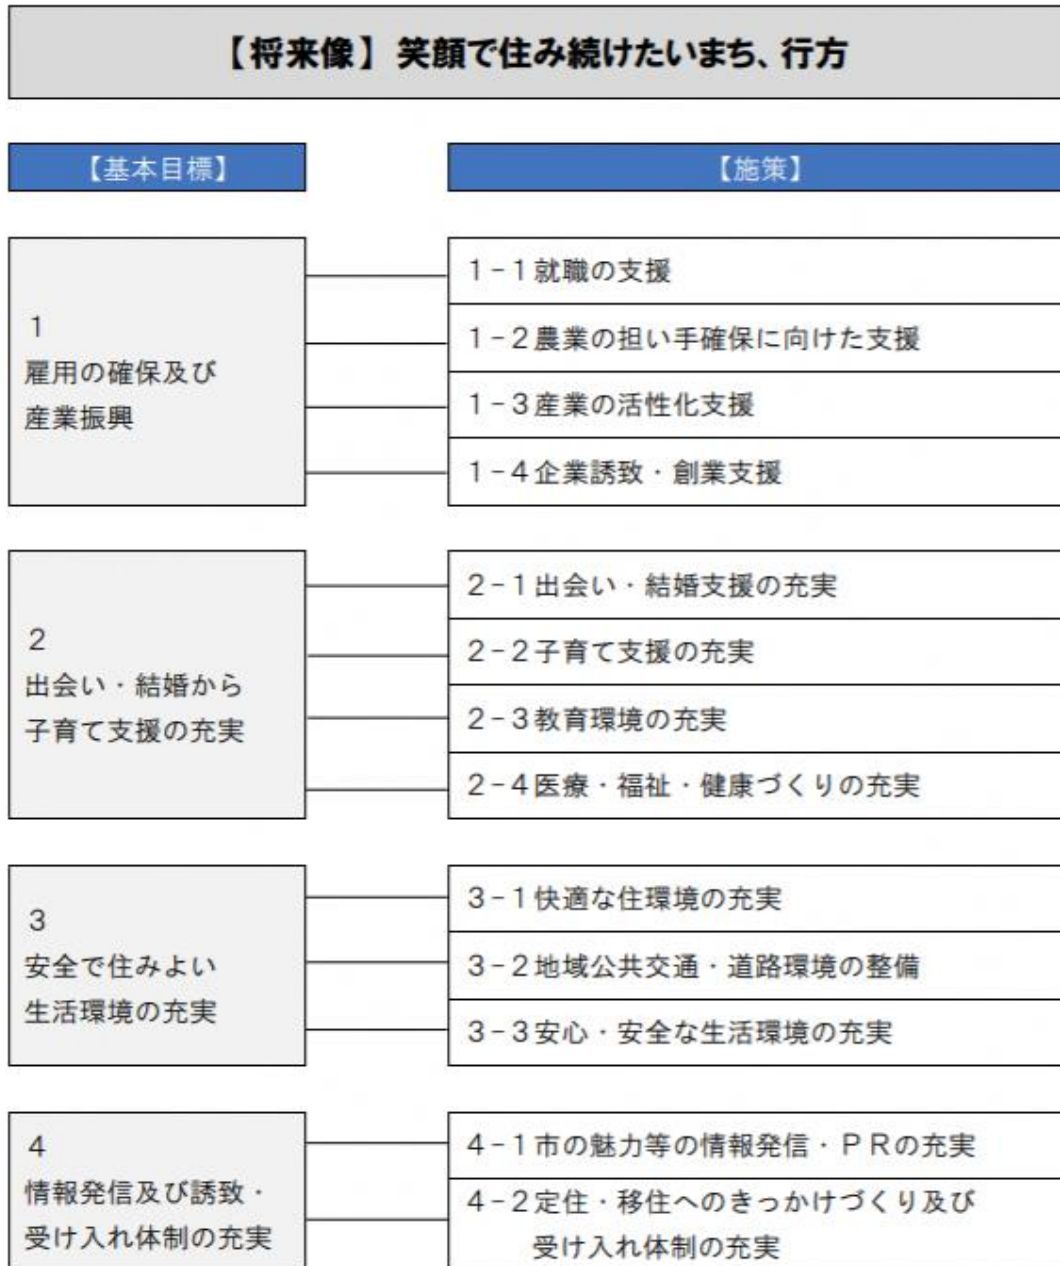 【将来像】笑顔で住み続けたいまち、行方
【基本目標】
【施策】
1
雇用の確保及び
産業振興
1-1就職の支援
1-2農業の担い手確保に向けた支援
1-3産業の活性化支援
1-4企業誘致・創業支援
2
出会い・結婚から
子育て支援の充実
2-1出会い・結婚支援の充実
2-2子育て支援の充実
2-3教育環境の充実
2-4医療・福祉・健康づくりの充実
3
安全で住みよい
生活環境の充実
3-1快適な住環境の充実
3-2地域公共交通・道路環境の整備
3-3安心・安全な生活環境の充実
4
情報発信及び誘致・
受け入れ体制の充実
4-1市の魅力等の情報発信・PRの充実
4-2定住・移住へのきっかけづくり及び
受け入れ体制の充実